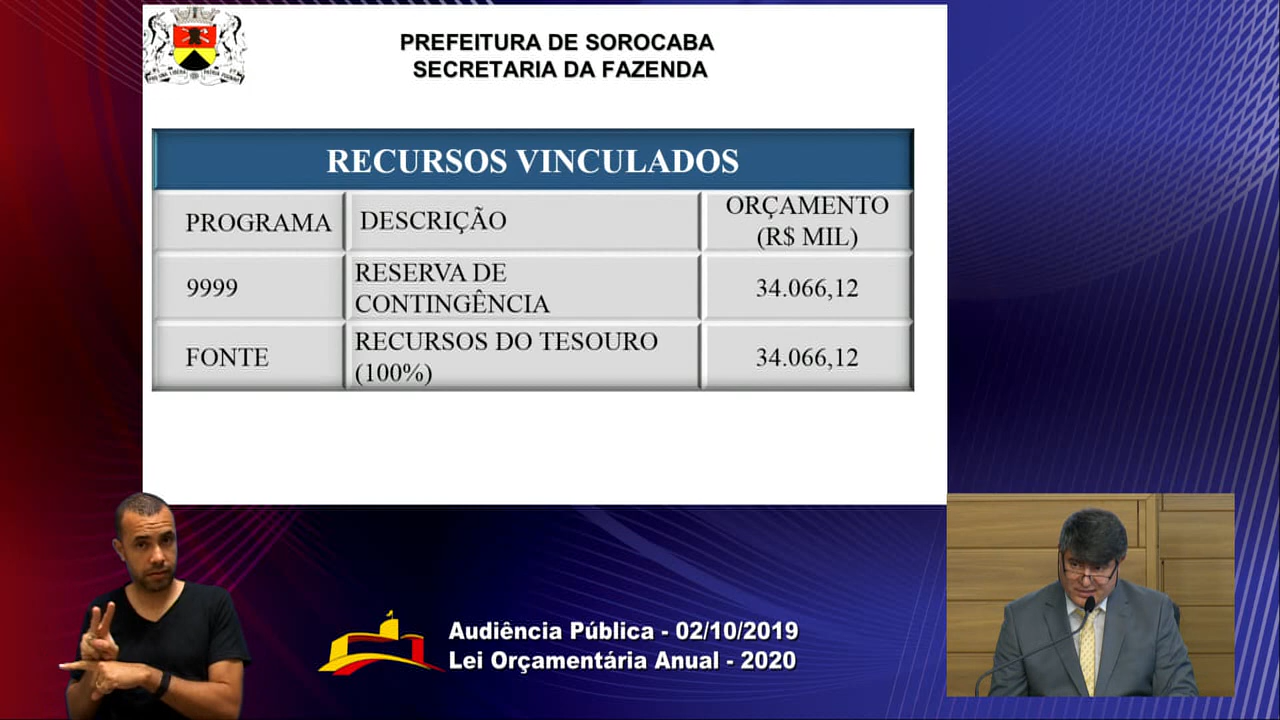 PREFEITURA DE SOROCABA
SECRETARIA DA FAZENDA
RECURSOS VINCULADOS
PROGRAMA
DESCRIÇÃO
ORÇAMENTO
(R$ MIL)
9999
RESERVA DE
CONTINGÊNCIA
34.066,12
FONTE
RECURSOS DO TESOURO
(100%)
34.066,12
Audiência Pública - 02/10/2019
Lei Orçamentária Anual - 2020